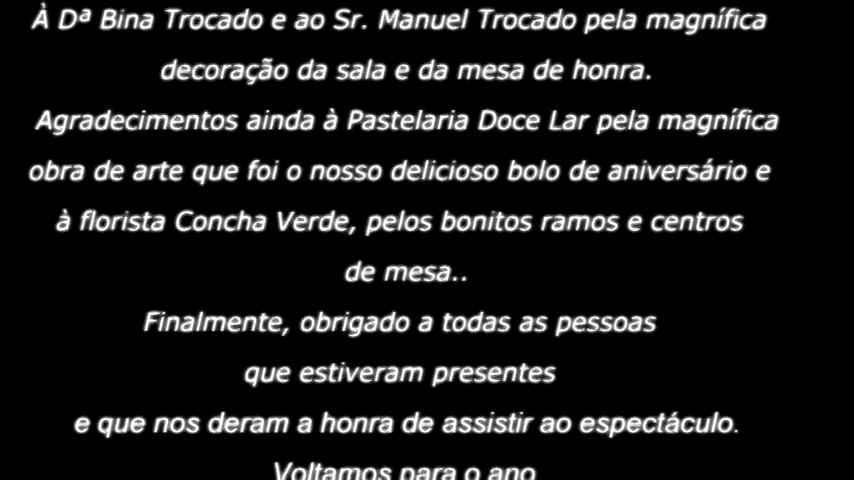 À Dª Bina Trocado e ao Sr. Manuel Trocado pela magnífica
decoração da sala e da mesa de honra.
Agradecimentos ainda à Pastelaria Doce Lar pela magnífica
obra de arte que foi o nosso delicioso bolo de aniversário e
à florista Concha Verde, pelos bonitos ramos e centros
de mesa..
Finalmente, obrigado a todas as pessoas
que estiveram presentes
e que nos deram a honra de assistir ao espectáculo.
Voltamos para o ano